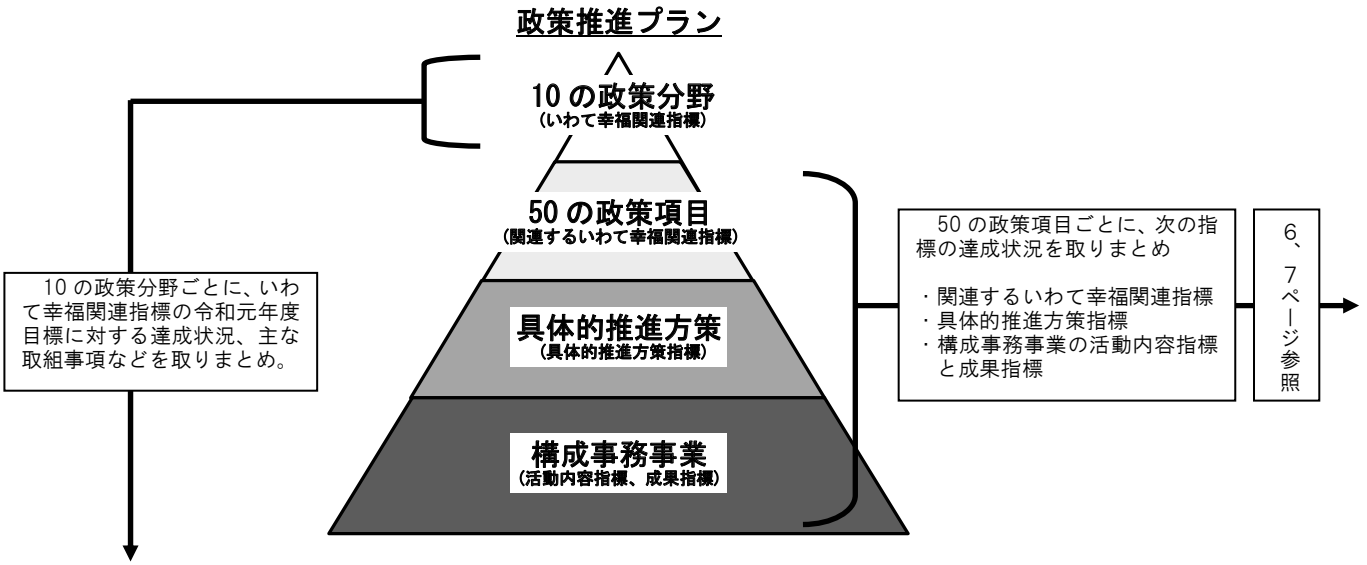 政策推進プラン
10 の政策分野
(いわて幸福関連指標)
50 の政策項目
(関連するいわて幸福関連指標)
具体的推進方策
(具体的推進方策指標)
構成事務事業
(活動内容指標、成果指標)
10 の政策分野ごとに、いわ
て幸福関連指標の令和元年度
目標に対する達成状況、主な
取組事項などを取りまとめ。
50 の政策項目ごとに、次の指
標の達成状況を取りまとめ
・関連するいわて幸福関連指標
・具体的推進方策指標
・構成事務事業の活動内容指標
と成果指標
6、7ページ参照